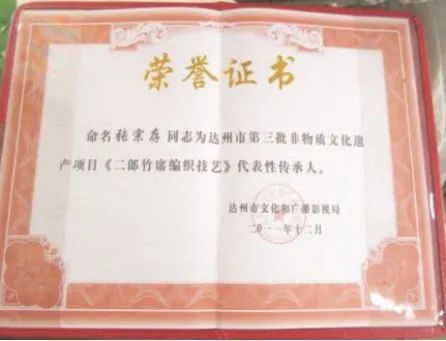 荣誉证书
命名张宗存同志为达州市第三批非物质文化遗
产项目《二郎竹席编织技艺》代表性传承人。
达州市文化和广播影视局
二〇一一年十二月